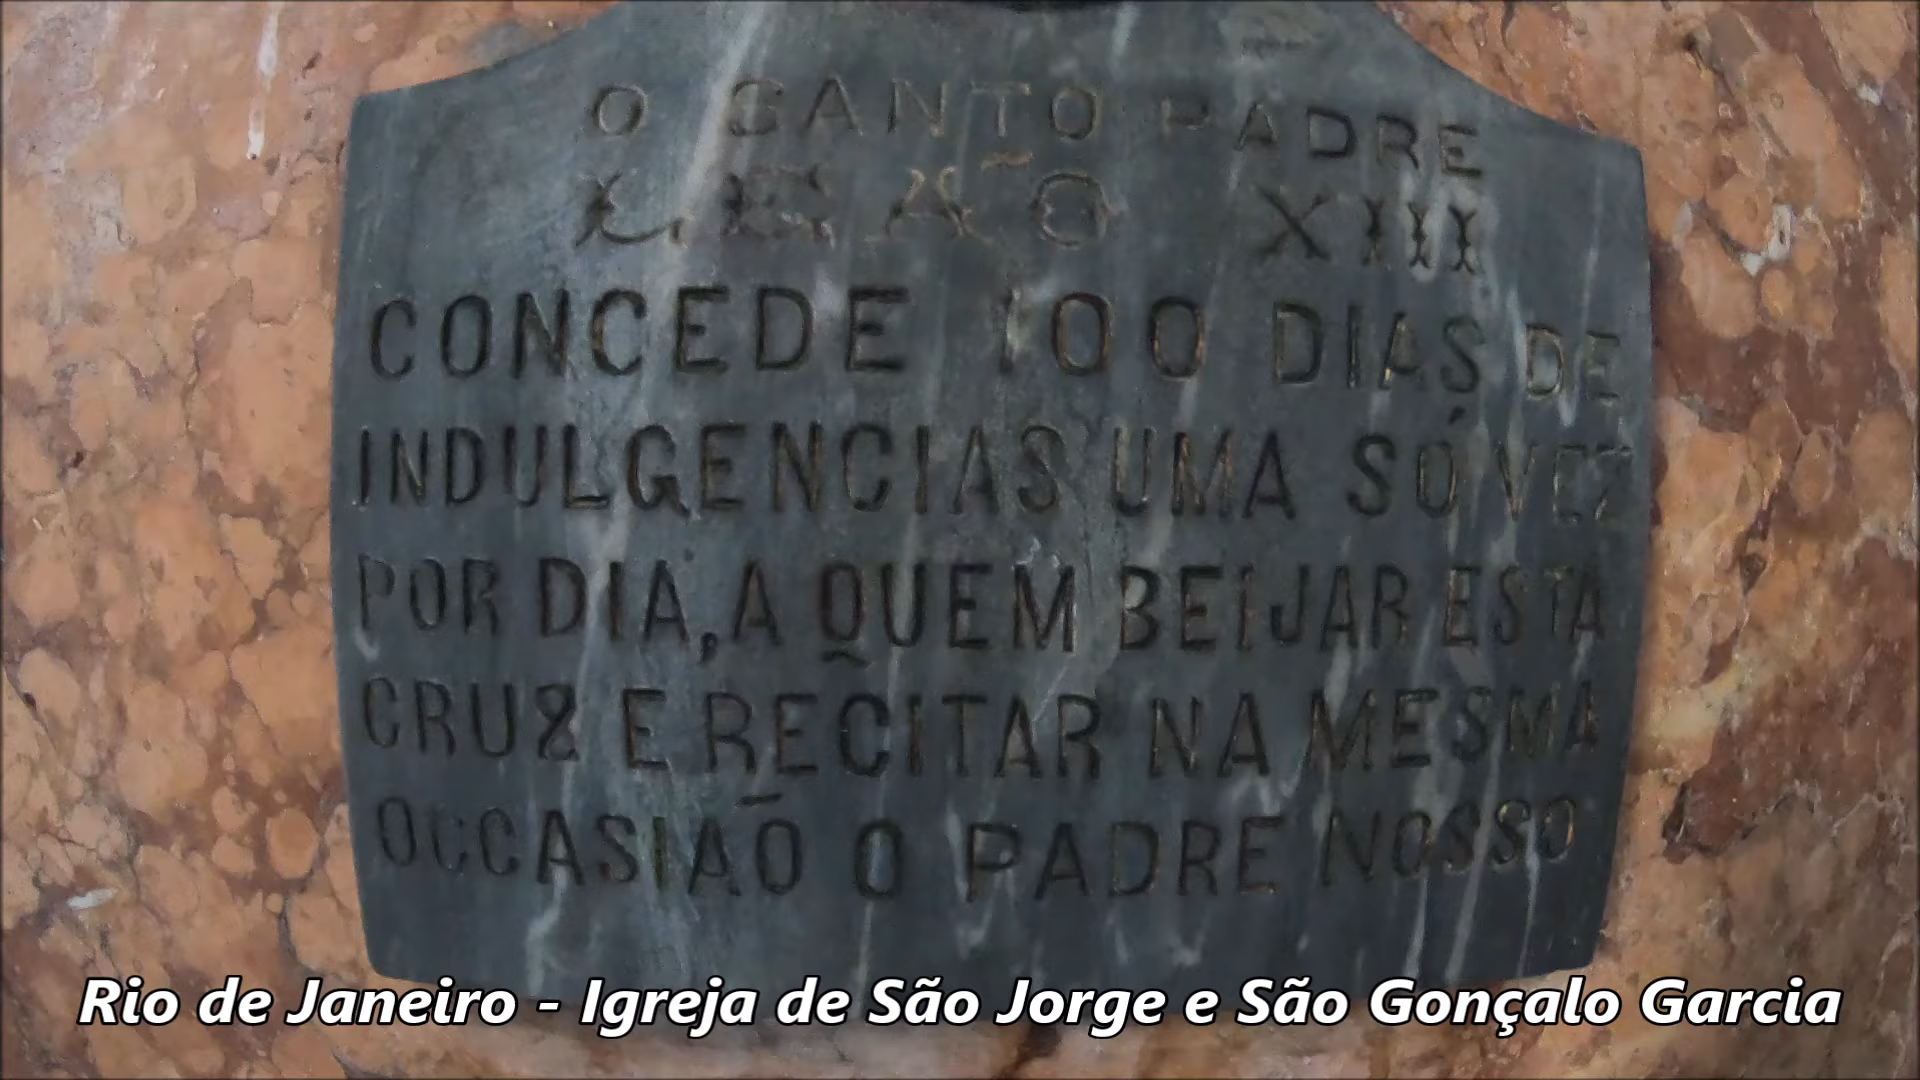 O SANTO PADRE
LEÃO XIII
CONCEDE 100 DIAS DE
INDULGENCIAS UMA SÓ VEZ
POR DIA, A QUEM BEIJAR ESTA
CRUZ E RECITAR NA MESMA
OCCASIÃO O PADRE NOSSO
Rio de Janeiro - Igreja de São Jorge e São Gonçalo Garcia